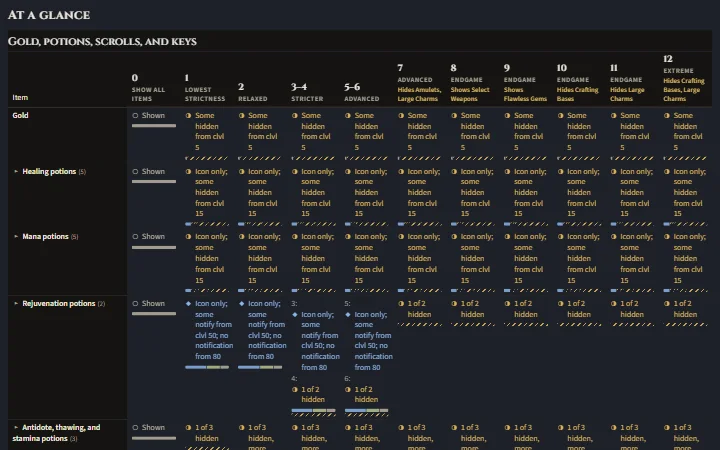 At a glance
Gold, potions, scrolls, and keys
Item
0 SHOW ALL ITEMS
1 LOWEST STRICTNESS
2 RELAXED
3–4 STRICTER
5–6 ADVANCED
7 ADVANCED Hides Amulets, Large Charms
8 ENDGAME Shows Select Weapons
9 ENDGAME Shows Flawless Gems
10 ENDGAME Hides Crafting Bases
11 ENDGAME Hides Large Charms
12 EXTREME Hides Crafting Bases, Large Charms
Gold
Shown
Some hidden from clvl 5
Some hidden from clvl 5
Some hidden from clvl 5
Some hidden from clvl 5
Some hidden from clvl 5
Some hidden from clvl 5
Some hidden from clvl 5
Some hidden from clvl 5
Some hidden from clvl 5
Some hidden from clvl 5
Healing potions (5)
Shown
Icon only; some hidden from clvl 15
Icon only; some hidden from clvl 15
Icon only; some hidden from clvl 15
Icon only; some hidden from clvl 15
Icon only; some hidden from clvl 15
Icon only; some hidden from clvl 15
Icon only; some hidden from clvl 15
Icon only; some hidden from clvl 15
Icon only; some hidden from clvl 15
Icon only; some hidden from clvl 15
Mana potions (5)
Shown
Icon only; some hidden from clvl 15
Icon only; some hidden from clvl 15
Icon only; some hidden from clvl 15
Icon only; some hidden from clvl 15
Icon only; some hidden from clvl 15
Icon only; some hidden from clvl 15
Icon only; some hidden from clvl 15
Icon only; some hidden from clvl 15
Icon only; some hidden from clvl 15
Icon only; some hidden from clvl 15
Rejuvenation potions (2)
Shown
Icon only; some notify from clvl 50; no notification from 80
Icon only; some notify from clvl 50; no notification from 80
3: Icon only; some notify from clvl 50; no notification from 80
4: 1 of 2 hidden
5: Icon only; some notify from clvl 50; no notification from 80
6: 1 of 2 hidden
1 of 2 hidden
1 of 2 hidden
1 of 2 hidden
1 of 2 hidden
1 of 2 hidden
1 of 2 hidden
Antidote, thawing, and stamina potions (3)
Shown
1 of 3 hidden, more
1 of 3 hidden, more
1 of 3 hidden, more
1 of 3 hidden, more
1 of 3 hidden, more
1 of 3 hidden, more
1 of 3 hidden, more
1 of 3 hidden, more
1 of 3 hidden, more
1 of 3 hidden, more